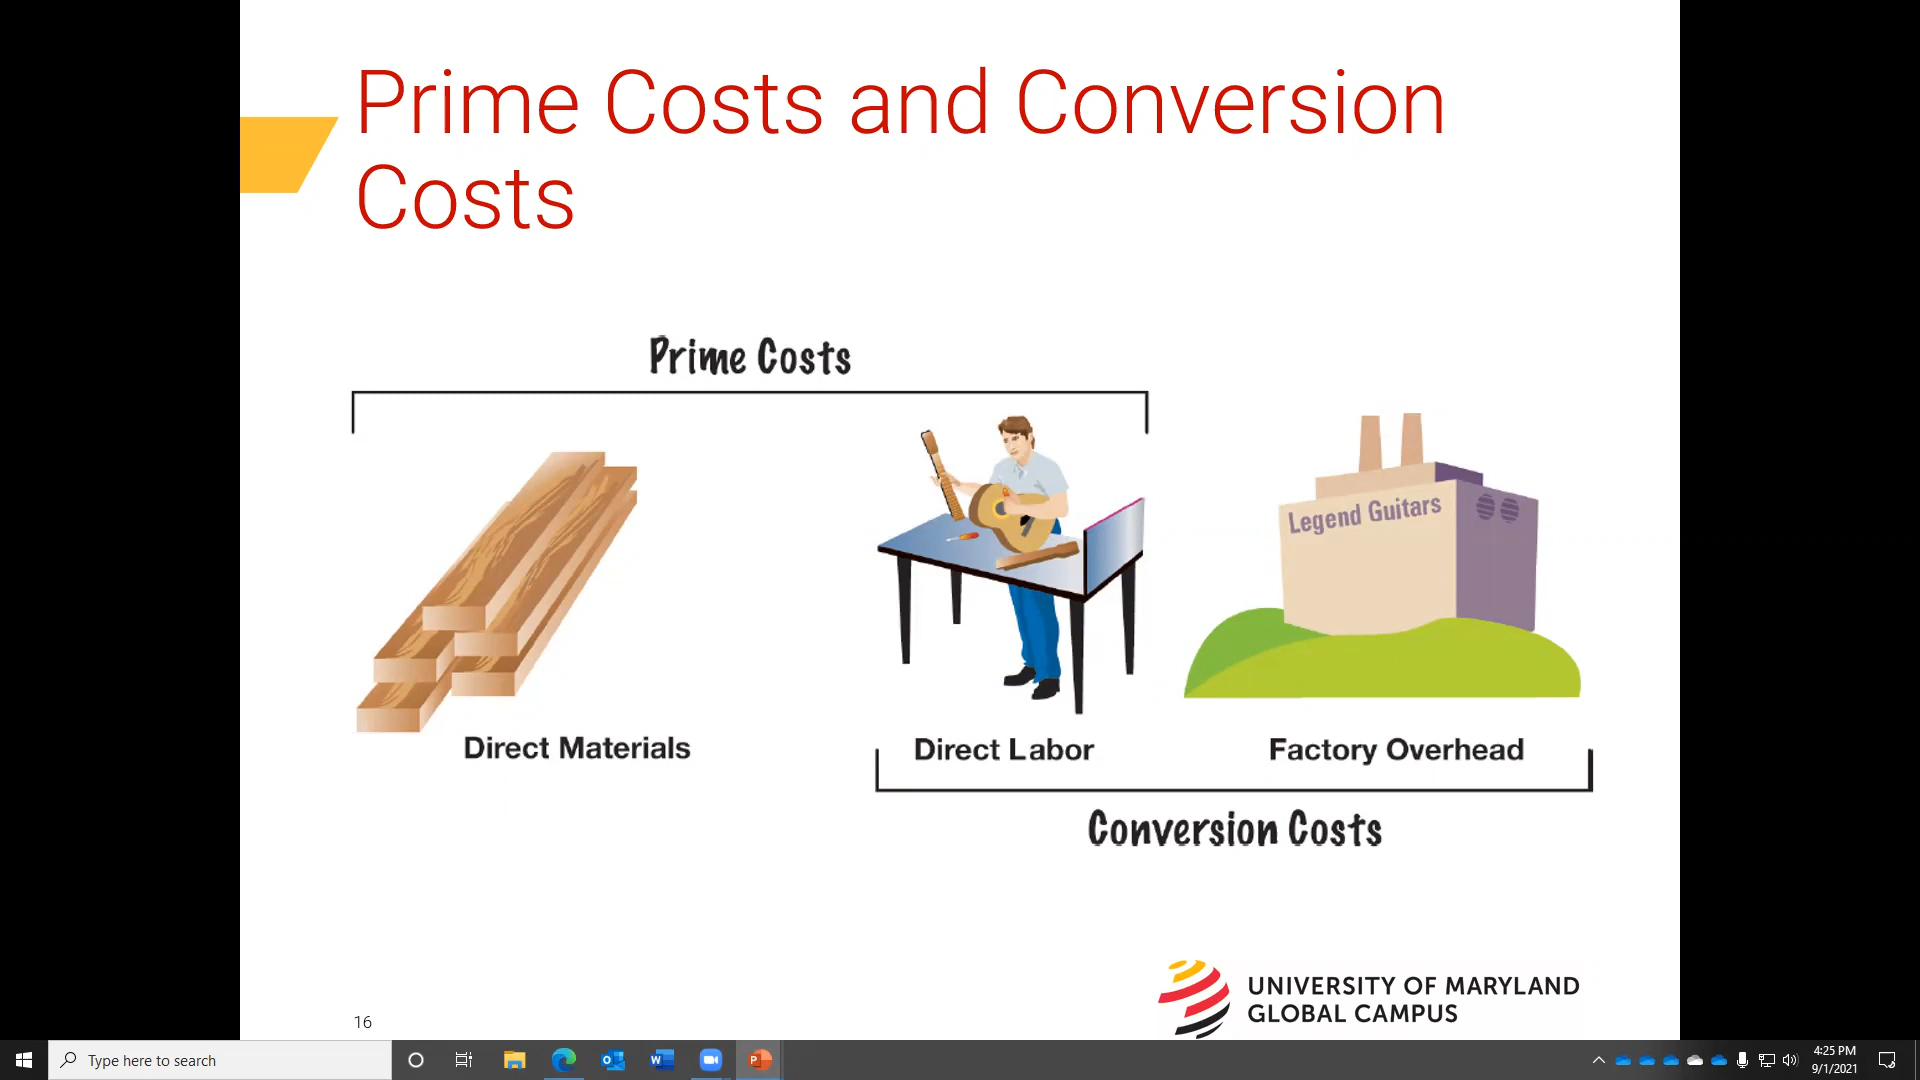 Prime Costs and Conversion
Costs
Prime Costs
Legend Guitars
Direct Materials
Direct Labor
Factory Overhead
Conversion Costs
UNIVERSITY OF MARYLAND
GLOBAL CAMPUS
16
Type here to search
4:25 PM
9/1/2021